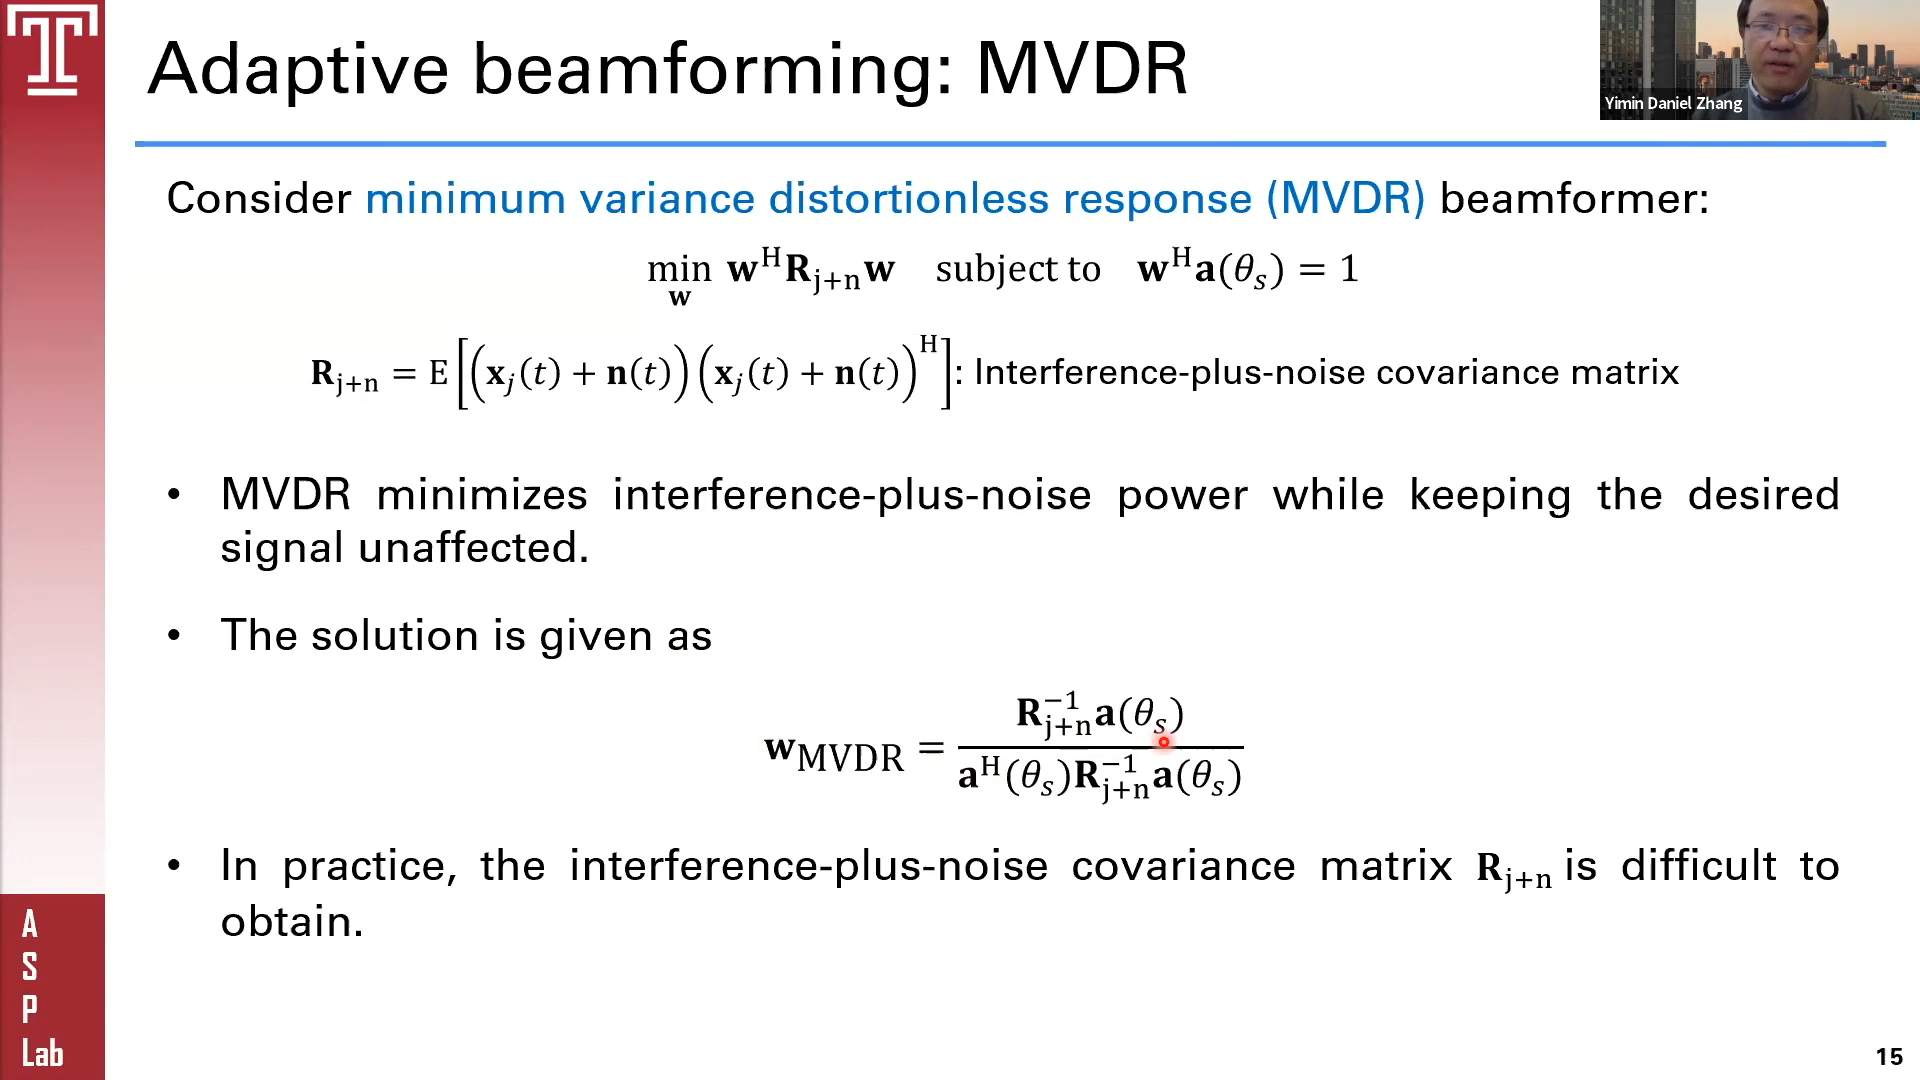 Adaptive beamforming: MVDR
Yimin Daniel Zhang
Consider minimum variance distortionless response (MVDR) beamformer:
min_w w^H R_{j+n} w subject to w^H a(θ_s) = 1
R_{j+n} = E[(x_j(t) + n(t))(x_j(t) + n(t))^H]: Interference-plus-noise covariance matrix
• MVDR minimizes interference-plus-noise power while keeping the desired
signal unaffected.
• The solution is given as
w_MVDR = R_{j+n}^{-1} a(θ_s) / a^H(θ_s) R_{j+n}^{-1} a(θ_s)
• In practice, the interference-plus-noise covariance matrix R_{j+n} is difficult to
obtain.
A
S
P
Lab
15